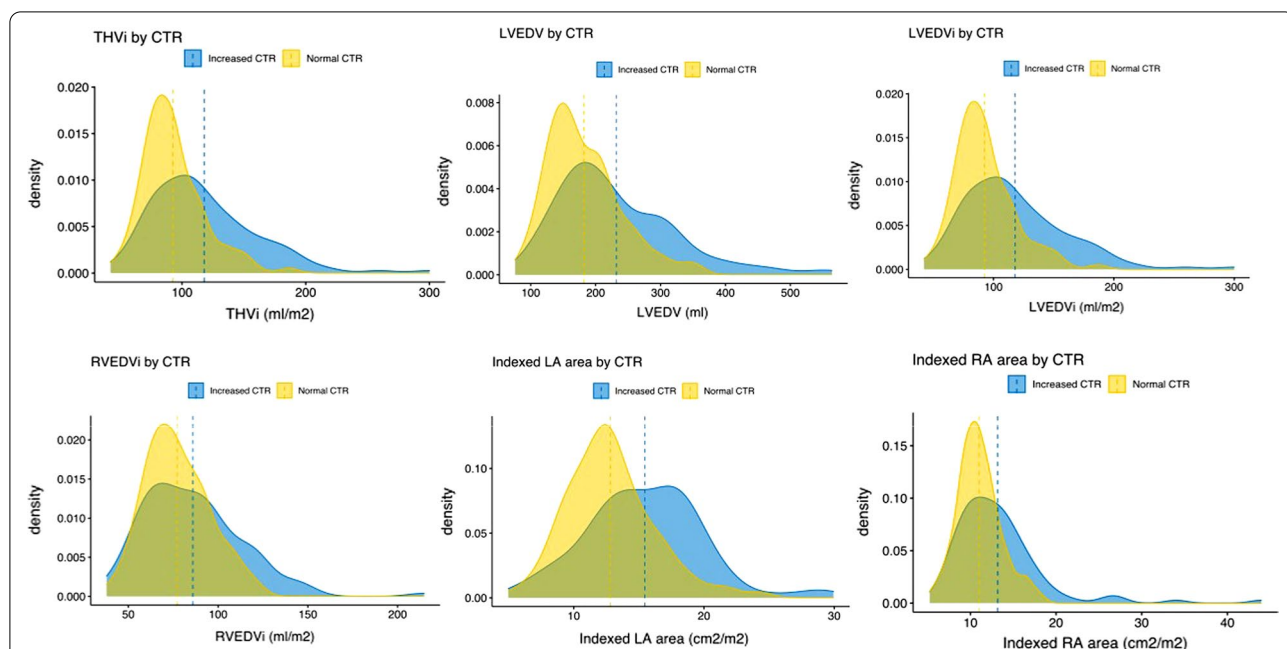 THVi by CTR
Increased CTR Normal CTR
density
0.020
0.015
0.010
0.005
0.000
100 200 300
THVi (ml/m2)
LVEDV by CTR
Increased CTR Normal CTR
density
0.008
0.006
0.004
0.002
0.000
100 200 300 400 500
LVEDV (ml)
LVEDVi by CTR
Increased CTR Normal CTR
density
0.020
0.015
0.010
0.005
0.000
100 200 300
LVEDVi (ml/m2)
RVEDVi by CTR
Increased CTR Normal CTR
density
0.020
0.015
0.010
0.005
0.000
50 100 150 200
RVEDVi (ml/m2)
Indexed LA area by CTR
Increased CTR Normal CTR
density
0.10
0.05
0.00
10 20 30
Indexed LA area (cm2/m2)
Indexed RA area by CTR
Increased CTR Normal CTR
density
0.15
0.10
0.05
0.00
10 20 30 40
Indexed RA area (cm2/m2)